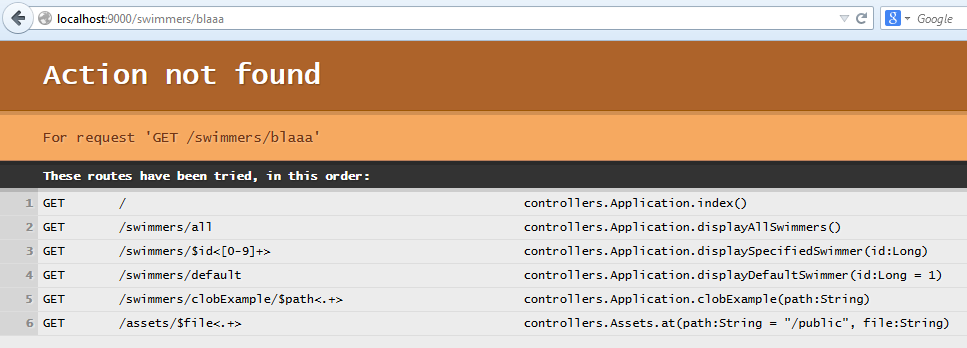 localhost:9000/swimmers/blaaa
Google
Action not found
For request 'GET /swimmers/blaaa'
These routes have been tried, in this order:
1 GET / controllers.Application.index()
2 GET /swimmers/all controllers.Application.displayAllSwimmers()
3 GET /swimmers/$id<[0-9]+> controllers.Application.displaySpecifiedSwimmer(id:Long)
4 GET /swimmers/default controllers.Application.displayDefaultSwimmer(id:Long = 1)
5 GET /swimmers/clobExample/$path<.+> controllers.Application.clobExample(path:String)
6 GET /assets/$file<.+> controllers.Assets.at(path:String = "/public", file:String)